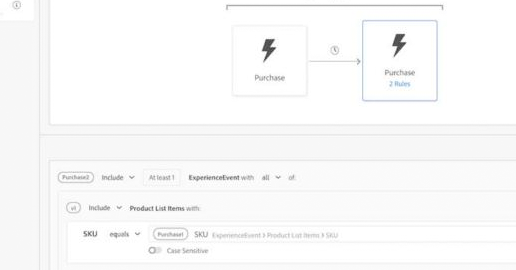 Purchase
Purchase
2 Rules
Purchase2 Include At least 1 ExperienceEvent with all of:
v1 Include Product List Items with:
SKU equals Purchase1 SKU ExperienceEvent > Product List Items > SKU
Case Sensitive